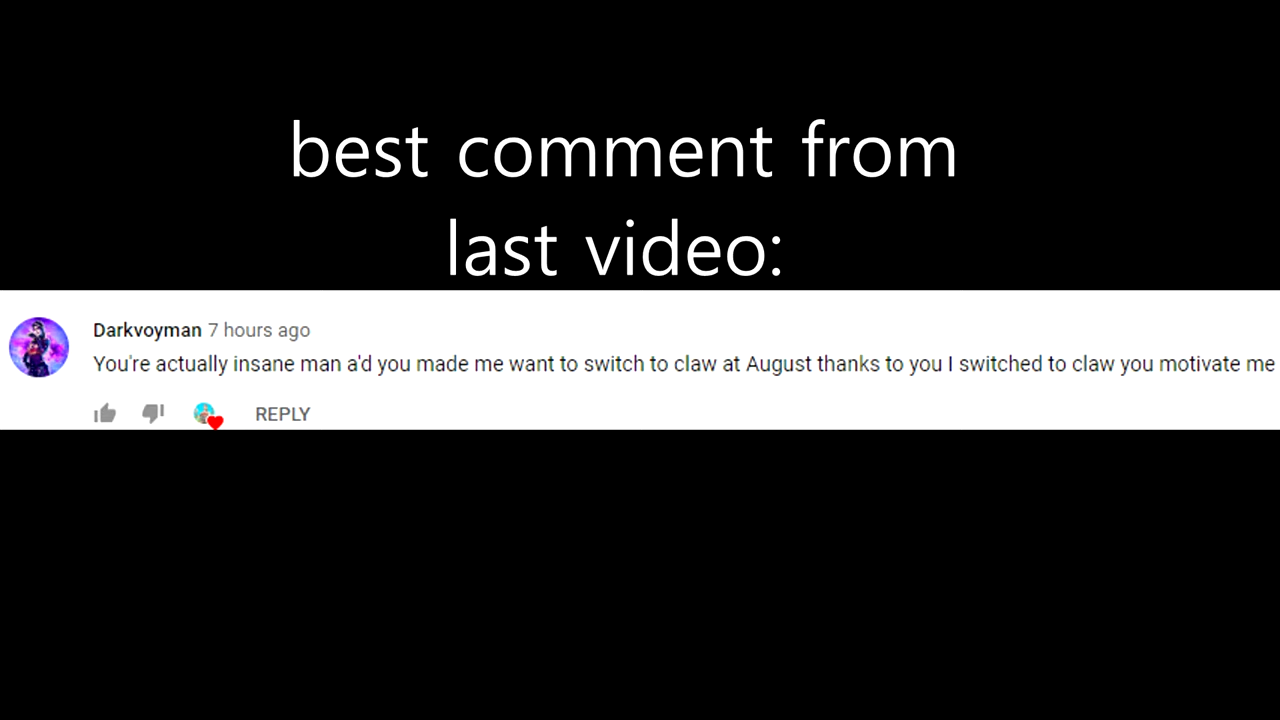 best comment from
last video:
Darkvoyman 7 hours ago
You're actually insane man a'd you made me want to switch to claw at August thanks to you I switched to claw you motivate me
REPLY